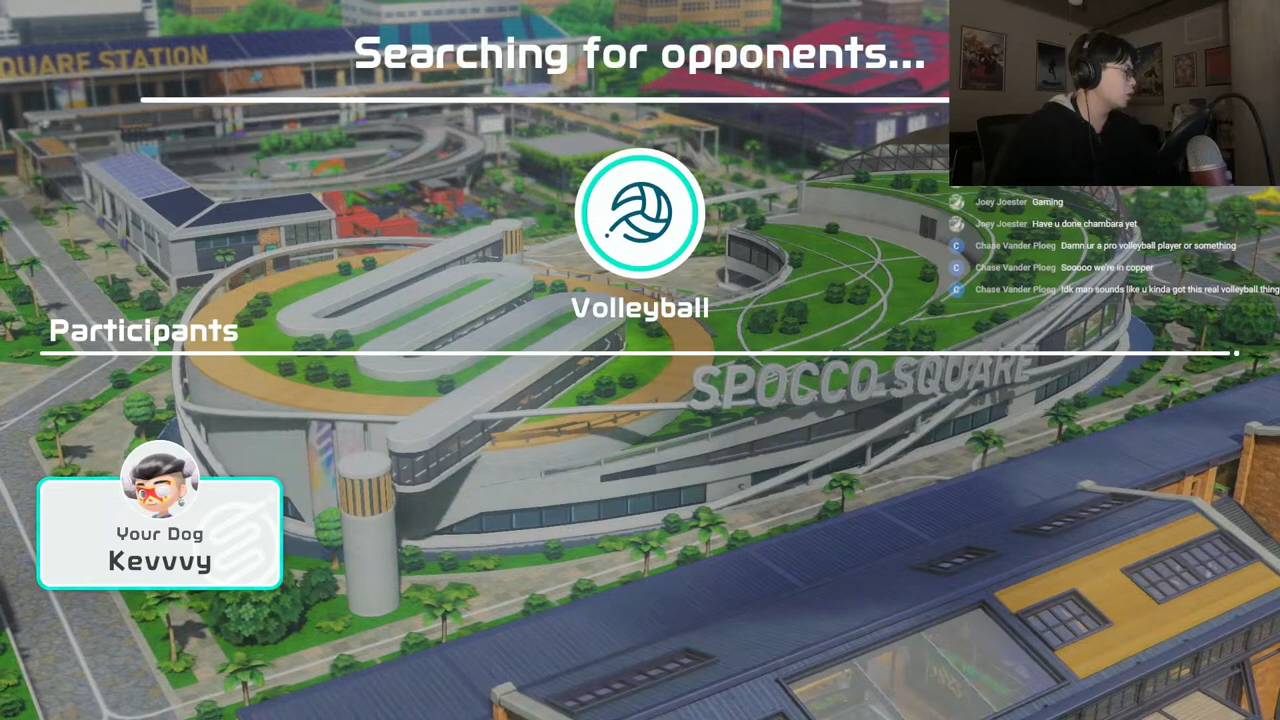 SQUARE STATION
Searching for opponents...
Volleyball
Joey Joester Gaming
Joey Joester Have u done chambara yet
Chase Vander Ploeg Damn ur a pro volleyball player or something
Chase Vander Ploeg Sooooo we're in copper
Chase Vander Ploeg Idk man sounds like u kinda got this real volleyball thing
Participants
SPOCCO SQUARE
Your Dog
Kevvvy